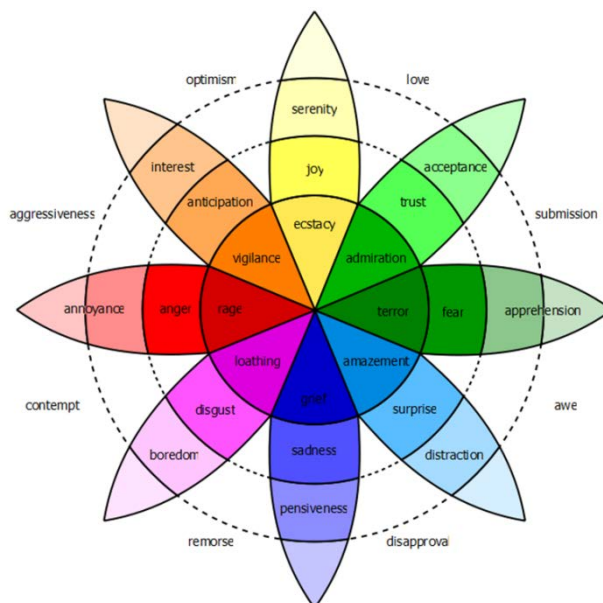 optimism
love
serenity
interest
acceptance
joy
anticipation
trust
aggressiveness
submission
ecstacy
vigilance
admiration
annoyance
anger
rage
terror
fear
apprehension
loathing
amazement
grief
contempt
disgust
surprise
awe
boredom
sadness
distraction
pensiveness
remorse
disapproval